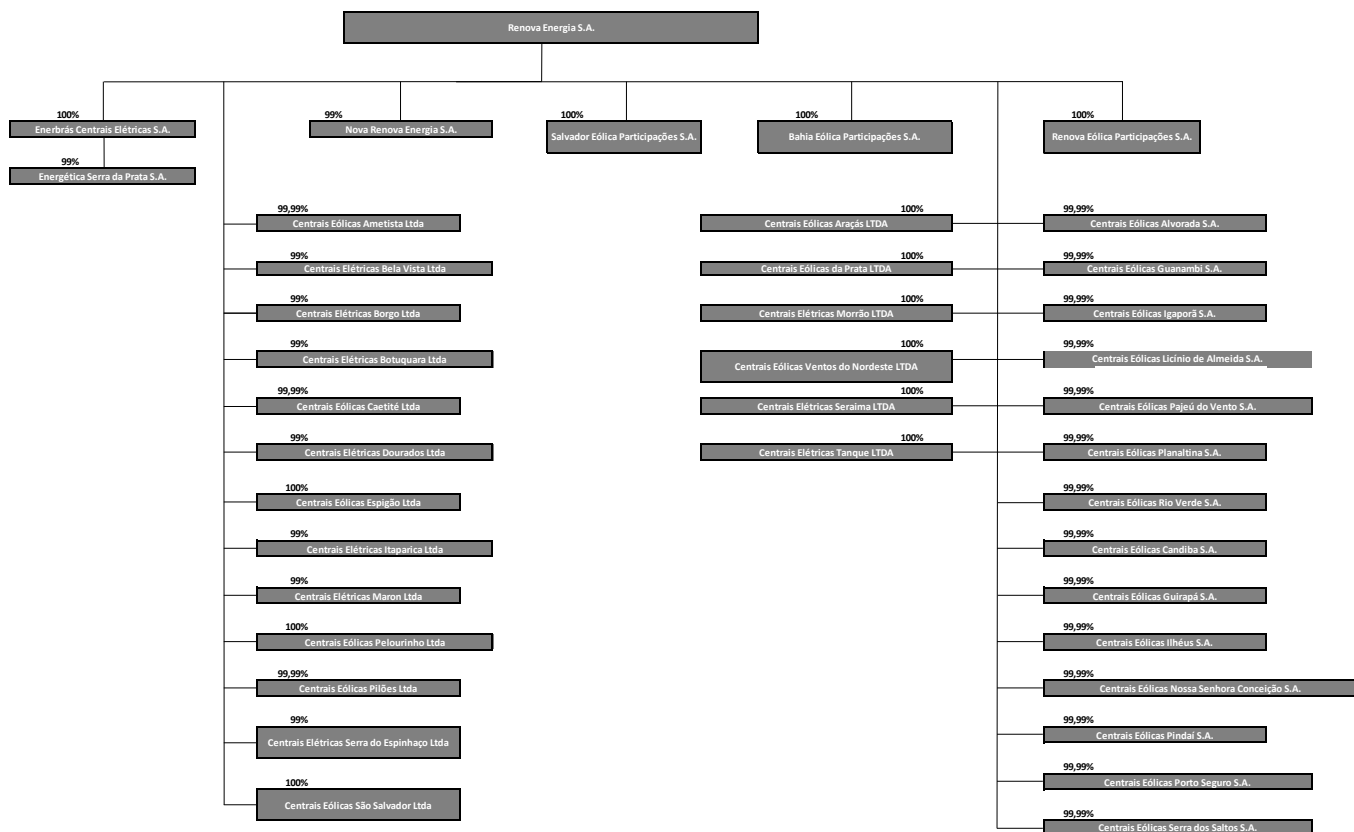 Renova Energia S.A.
100%
Enerbrás Centrais Elétricas S.A.
99%
Energética Serra da Prata S.A.
99%
Nova Renova Energia S.A.
100%
Salvador Eólica Participações S.A.
100%
Bahia Eólica Participações S.A.
100%
Renova Eólica Participações S.A.
99,99%
Centrais Eólicas Ametista Ltda
99%
Centrais Elétricas Bela Vista Ltda
99%
Centrais Elétricas Borgo Ltda
99%
Centrais Elétricas Botuquara Ltda
99,99%
Centrais Eólicas Caetité Ltda
99%
Centrais Elétricas Dourados Ltda
100%
Centrais Eólicas Espigão Ltda
99%
Centrais Elétricas Itaparica Ltda
99%
Centrais Elétricas Maron Ltda
100%
Centrais Eólicas Pelourinho Ltda
99,99%
Centrais Eólicas Pilões Ltda
99%
Centrais Elétricas Serra do Espinhaço Ltda
100%
Centrais Eólicas São Salvador Ltda
100%
Centrais Eólicas Araçás LTDA
100%
Centrais Eólicas da Prata LTDA
100%
Centrais Elétricas Morrão LTDA
100%
Centrais Eólicas Ventos do Nordeste LTDA
100%
Centrais Elétricas Seraima LTDA
100%
Centrais Elétricas Tanque LTDA
99,99%
Centrais Eólicas Alvorada S.A.
99,99%
Centrais Eólicas Guanambi S.A.
99,99%
Centrais Eólicas Igaporã S.A.
99,99%
Centrais Eólicas Licínio de Almeida S.A.
99,99%
Centrais Eólicas Pajeú do Vento S.A.
99,99%
Centrais Eólicas Planaltina S.A.
99,99%
Centrais Eólicas Rio Verde S.A.
99,99%
Centrais Eólicas Candiba S.A.
99,99%
Centrais Eólicas Guirapá S.A.
99,99%
Centrais Eólicas Ilhéus S.A.
99,99%
Centrais Eólicas Nossa Senhora Conceição S.A.
99,99%
Centrais Eólicas Pindaí S.A.
99,99%
Centrais Eólicas Porto Seguro S.A.
99,99%
Centrais Eólicas Serra dos Saltos S.A.